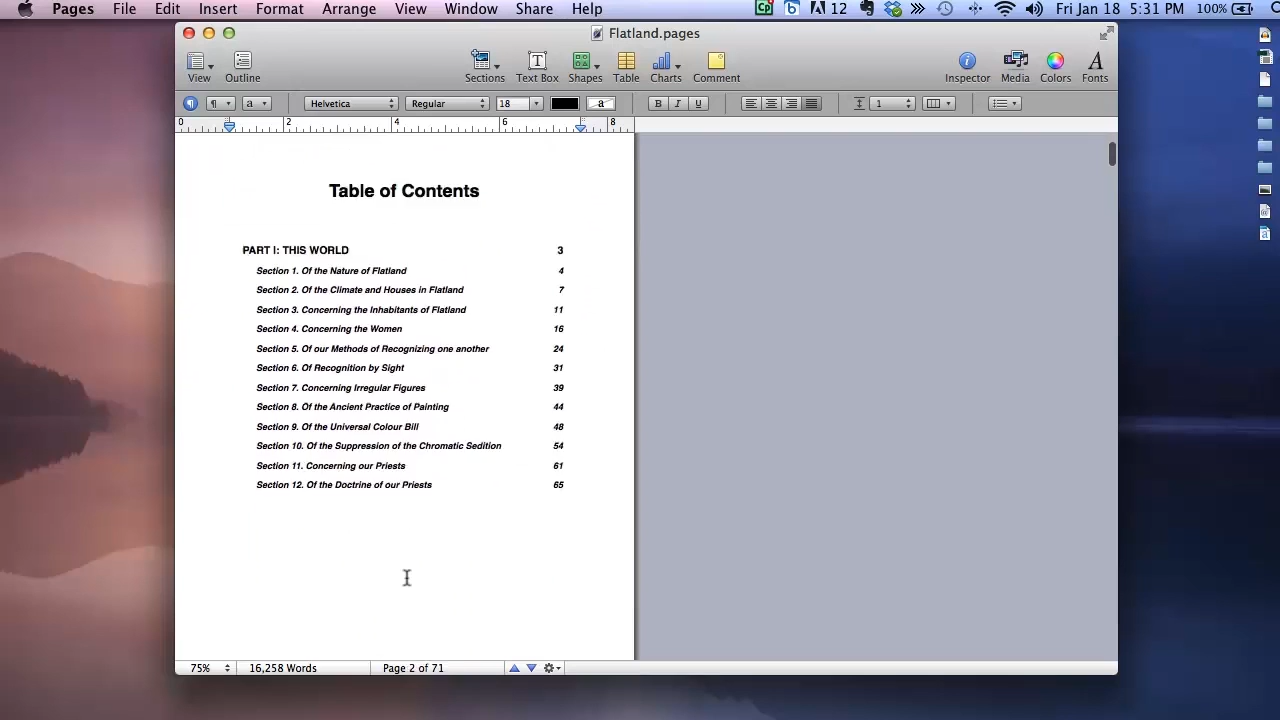 Pages File Edit Insert Format Arrange View Window Share Help 12 Fri Jan 18 5:31 PM 100%
Flatland.pages
View Outline Sections Text Box Shapes Table Charts Comment Inspector Media Colors Fonts
a Helvetica Regular 18 a B I U 1
0 2 4 6 8
Table of Contents
PART I: THIS WORLD 3
Section 1. Of the Nature of Flatland 4
Section 2. Of the Climate and Houses in Flatland 7
Section 3. Concerning the Inhabitants of Flatland 11
Section 4. Concerning the Women 16
Section 5. Of our Methods of Recognizing one another 24
Section 6. Of Recognition by Sight 31
Section 7. Concerning Irregular Figures 39
Section 8. Of the Ancient Practice of Painting 44
Section 9. Of the Universal Colour Bill 48
Section 10. Of the Suppression of the Chromatic Sedition 54
Section 11. Concerning our Priests 61
Section 12. Of the Doctrine of our Priests 65
75% 16,258 Words Page 2 of 71